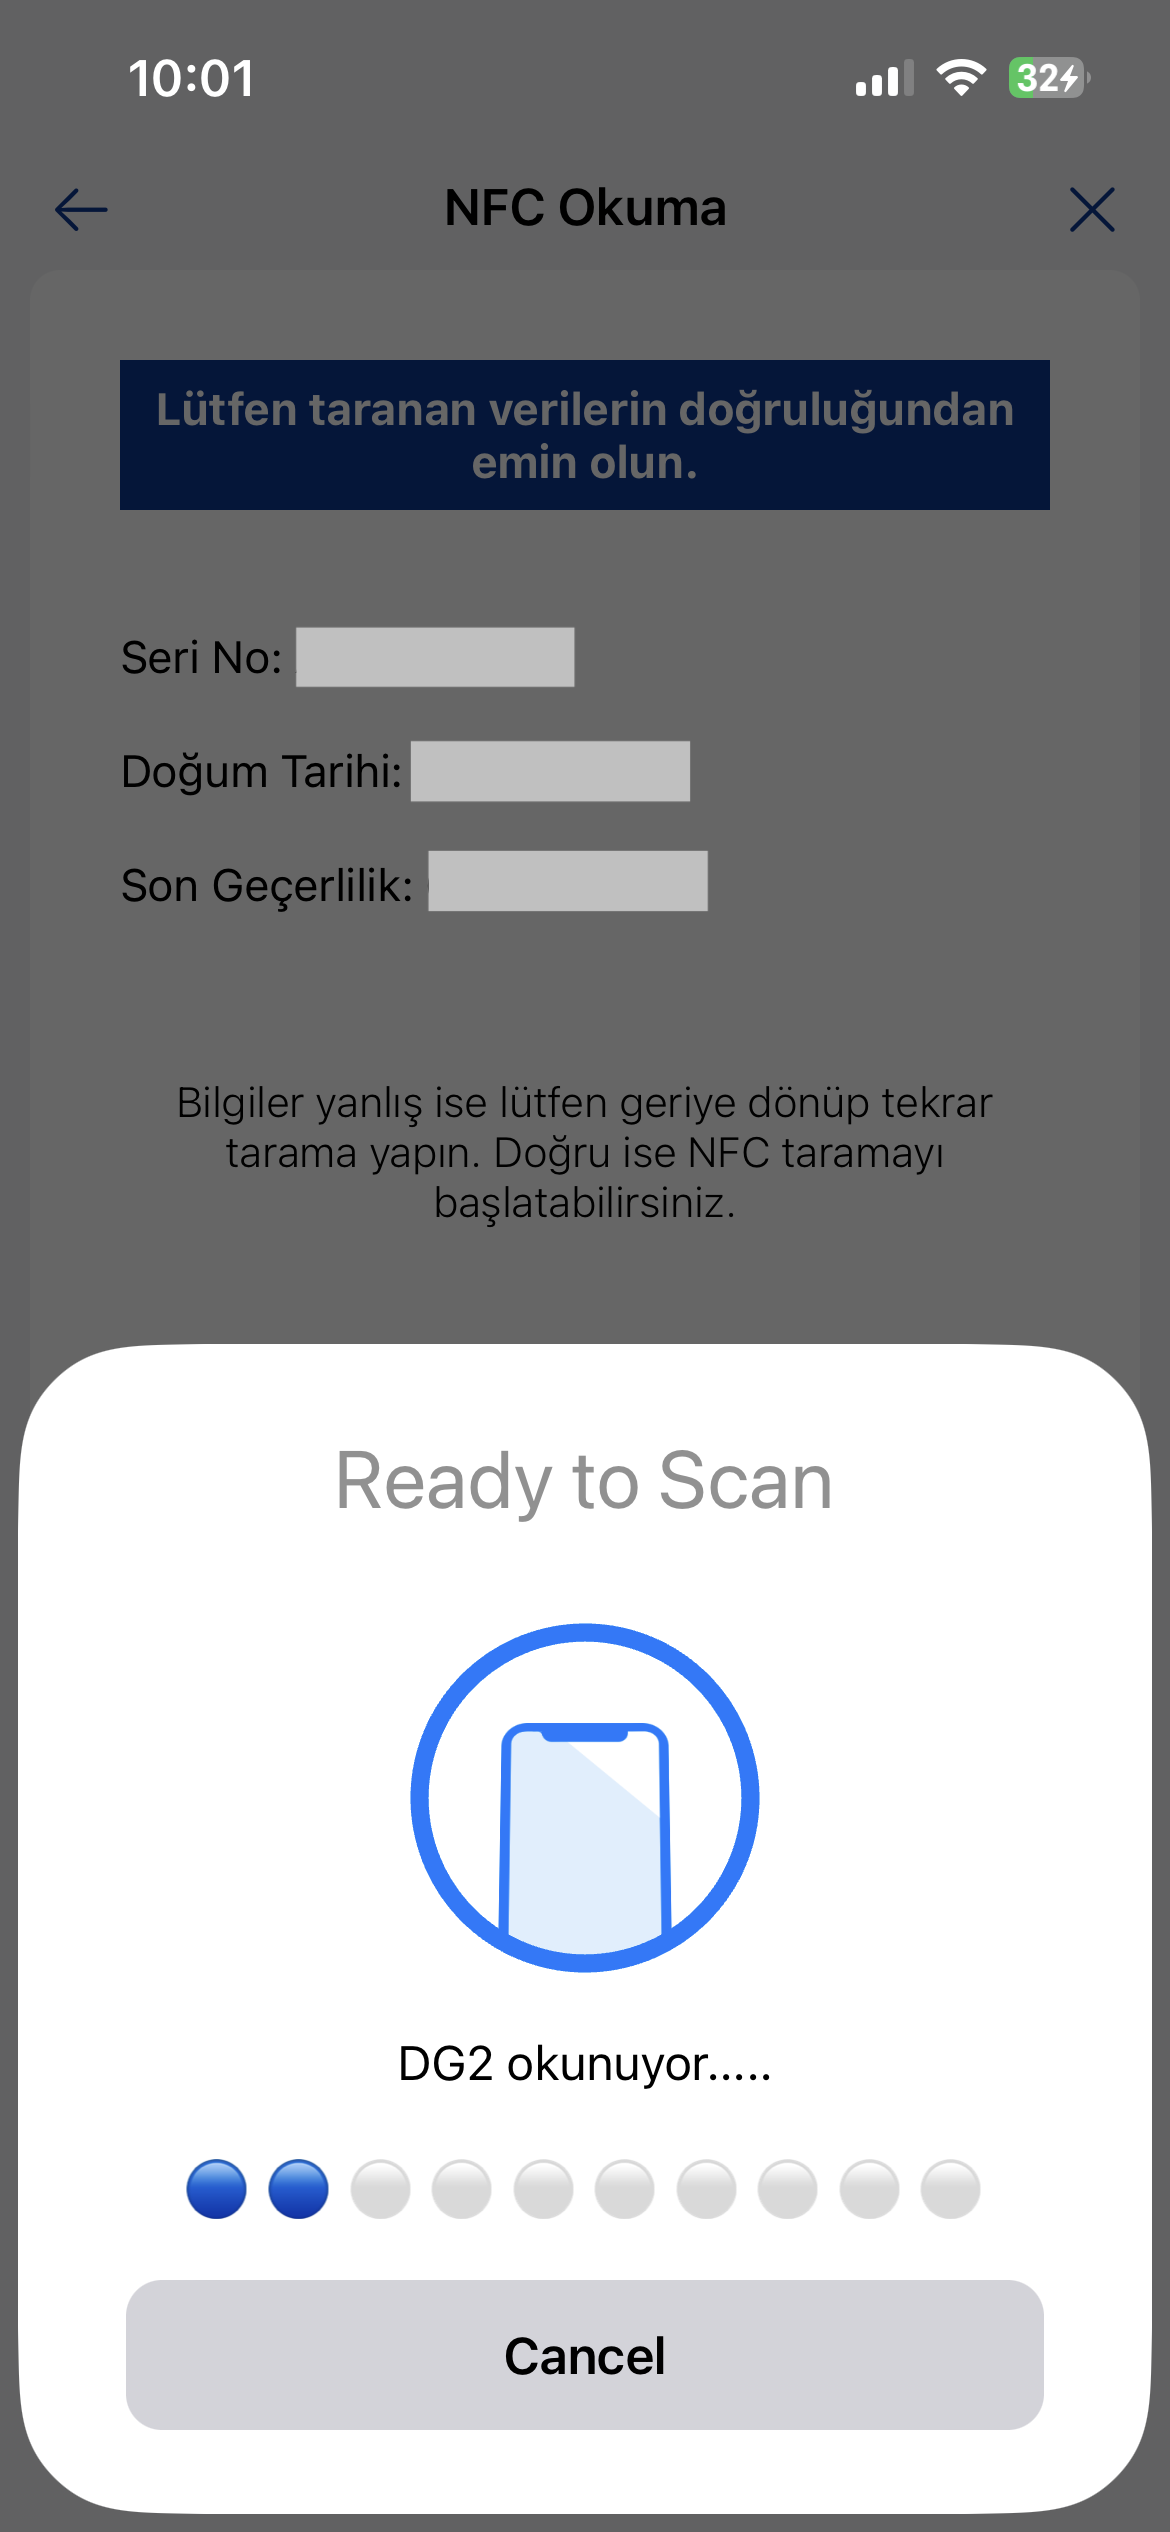 10:01
32
NFC Okuma
Lütfen taranan verilerin doğruluğundan
emin olun.
Seri No:
Doğum Tarihi:
Son Geçerlilik:
Bilgiler yanlış ise lütfen geriye dönüp tekrar
tarama yapın. Doğru ise NFC taramayı
başlatabilirsiniz.
Ready to Scan
DG2 okunuyor.....
Cancel